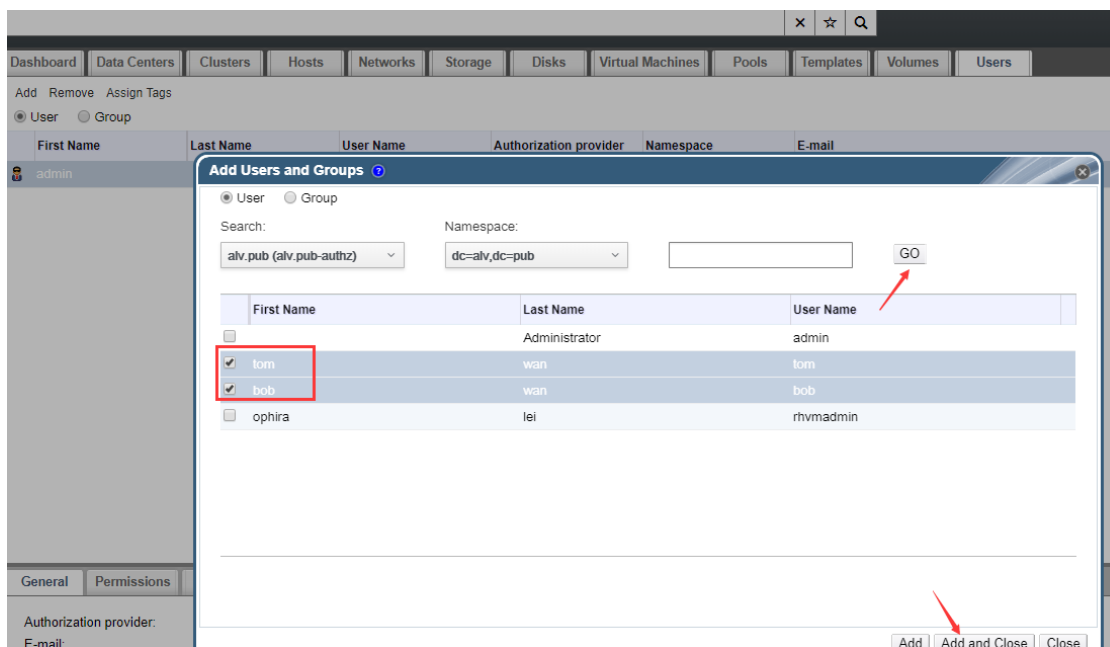 Dashboard Data Centers Clusters Hosts Networks Storage Disks Virtual Machines Pools Templates Volumes Users
Add Remove Assign Tags
User Group
First Name Last Name User Name Authorization provider Namespace E-mail
admin
Add Users and Groups
User Group
Search: Namespace:
alv.pub (alv.pub-authz) dc=alv,dc=pub GO
First Name Last Name User Name
Administrator admin
tom wan tom
bob wan bob
ophira lei rhvmadmin
General Permissions
Authorization provider:
E-mail:
Add Add and Close Close